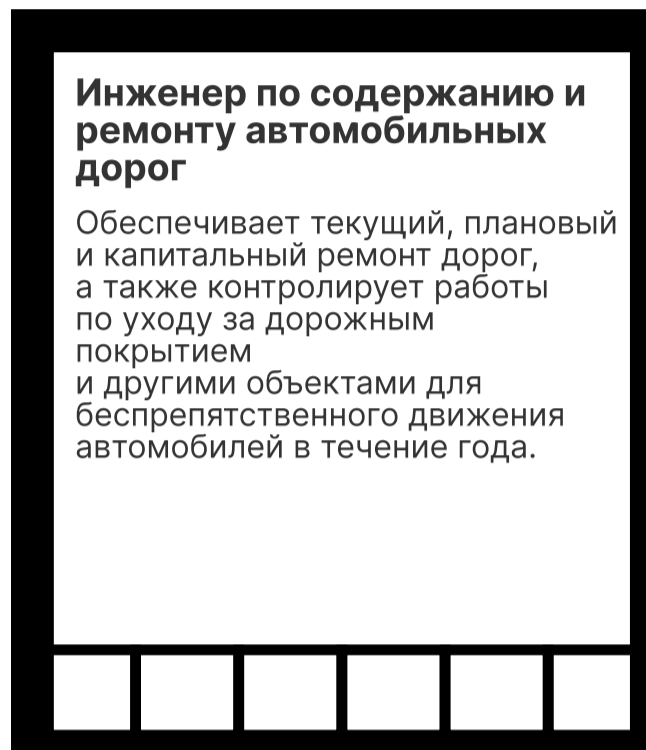 Инженер по содержанию и
ремонту автомобильных
дорог
Обеспечивает текущий, плановый
и капитальный ремонт дорог,
а также контролирует работы
по уходу за дорожным
покрытием
и другими объектами для
беспрепятственного движения
автомобилей в течение года.